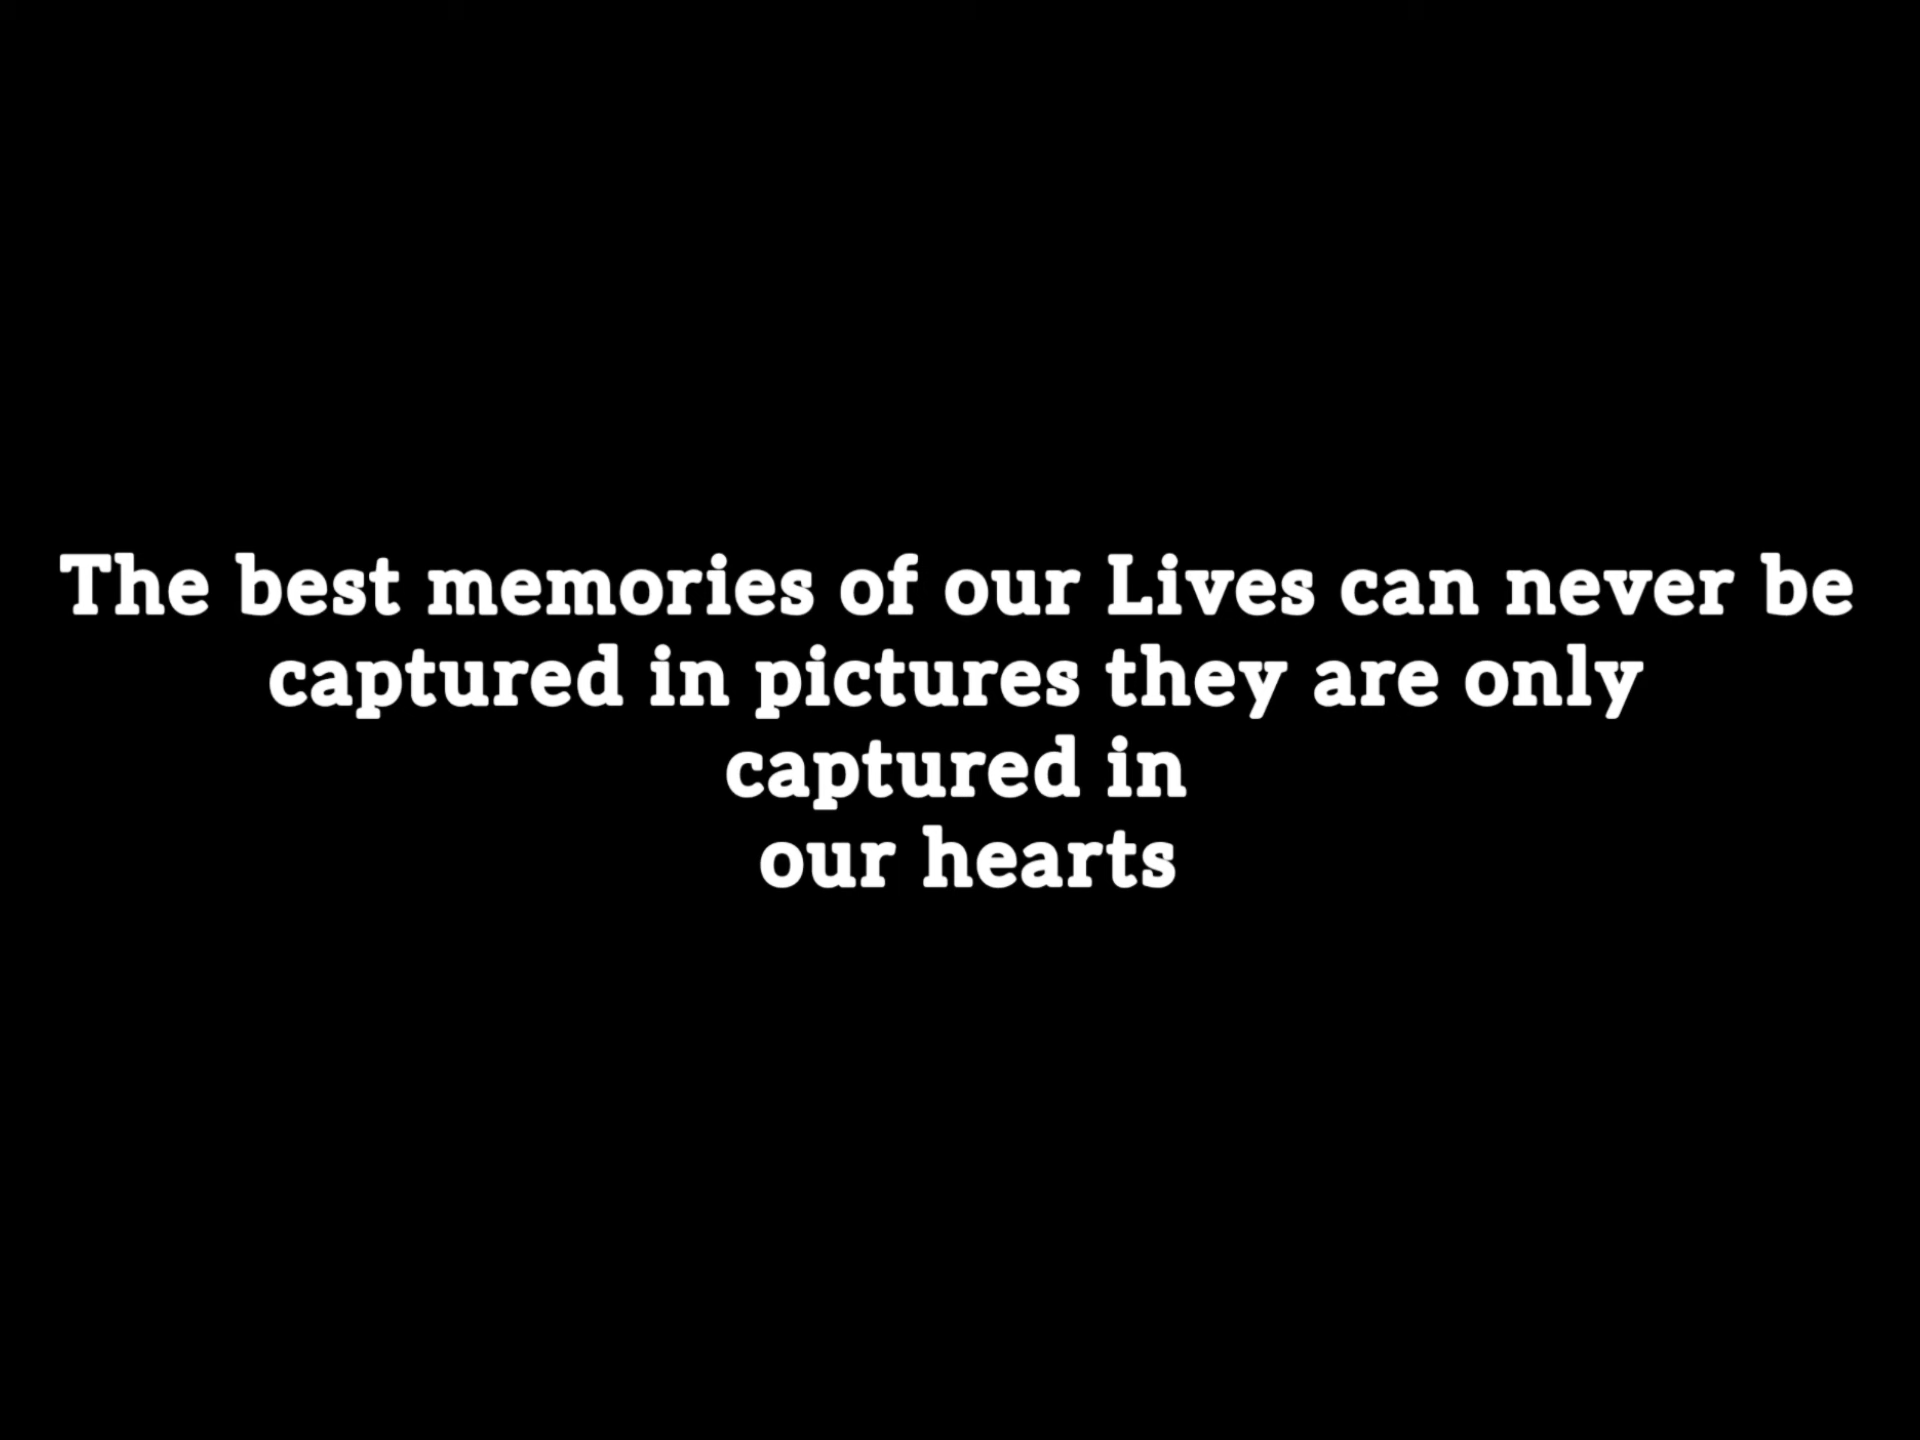 The best memories of our Lives can never be
captured in pictures they are only
captured in
our hearts